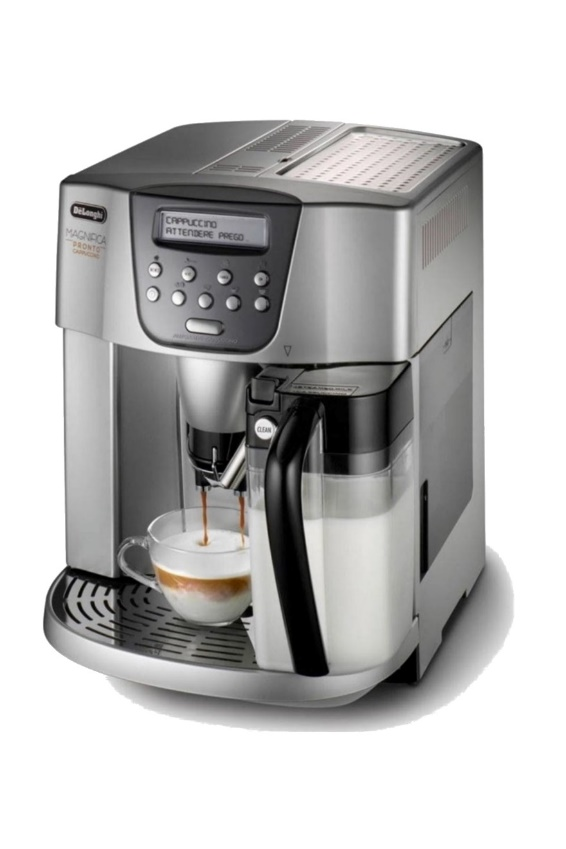 DeLonghi
MAGNIFICA
PRONTO
CAPPUCCINO
CAPPUCCINO
ATTENDERE PREGO
CLEAN